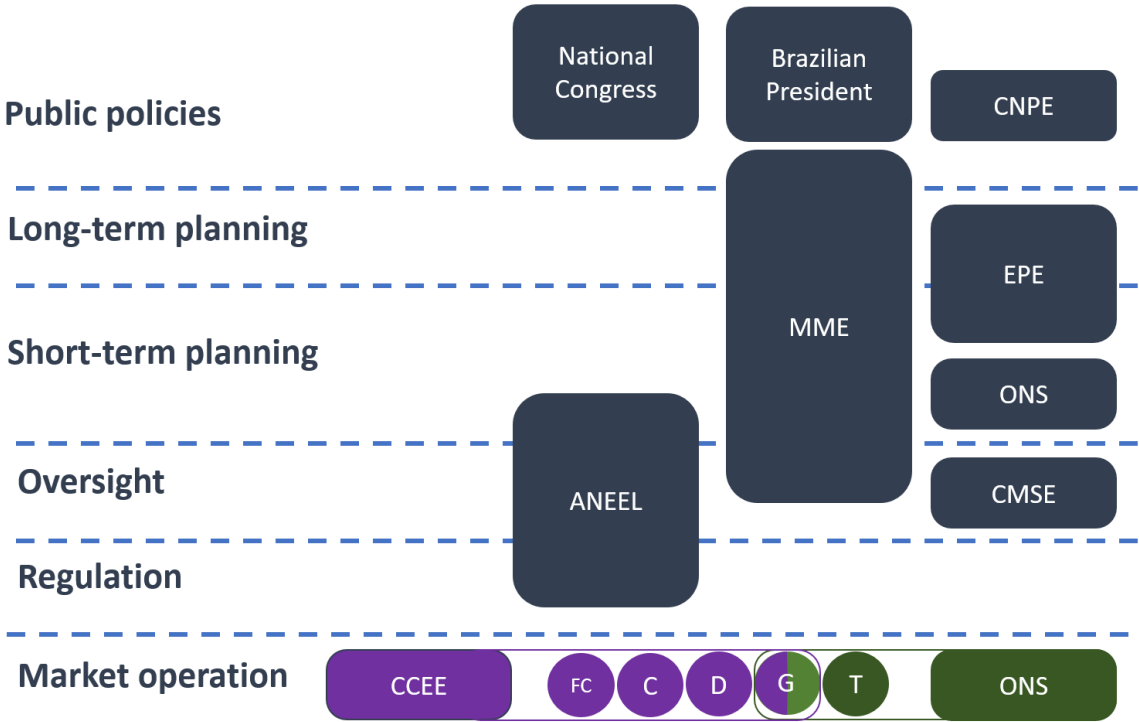 National
Congress
Brazilian
President
Public policies
CNPE
Long-term planning
EPE
MME
Short-term planning
ONS
Oversight
ANEEL
CMSE
Regulation
Market operation
CCEE
FC
C
D
G
T
ONS